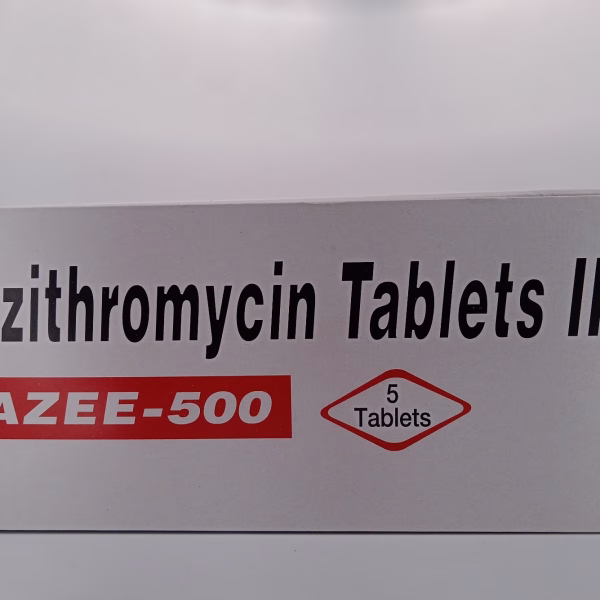 zithromycin Tablets I
AZEE-500
5
Tablets